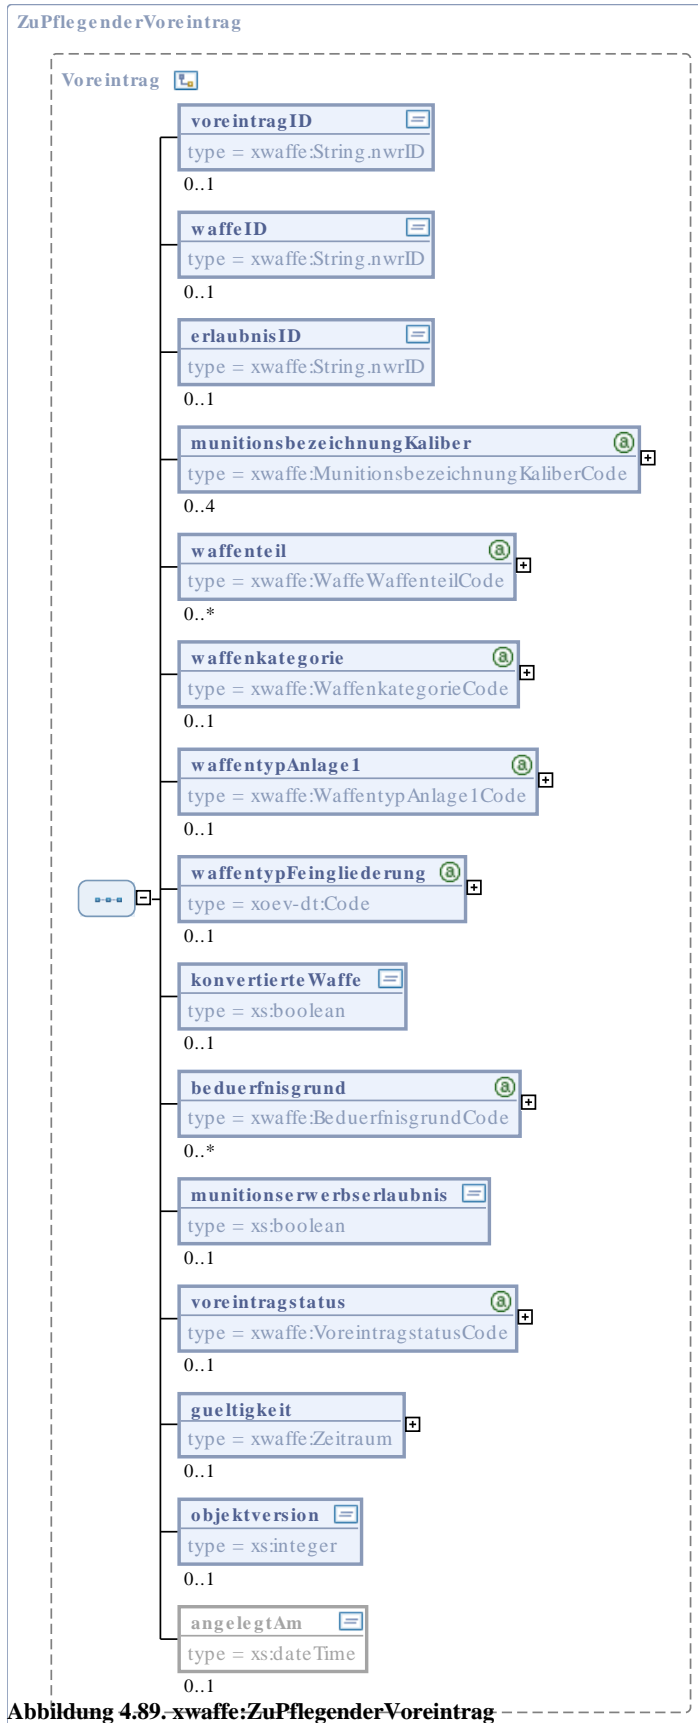 ZuPflegenderVoreintrag
Voreintrag
voreintragID
type = xwaffe:String.nwrID
0..1
waffeID
type = xwaffe:String.nwrID
0..1
erlaubnisID
type = xwaffe:String.nwrID
0..1
munitionsbezeichnungKaliber
type = xwaffe:MunitionsbezeichnungKaliberCode
0..4
waffenteil
type = xwaffe:WaffeWaffenteilCode
0..*
waffenkategorie
type = xwaffe:WaffenkategorieCode
0..1
waffentypAnlage1
type = xwaffe:WaffentypAnlage1Code
0..1
waffentypFeingliederung
type = xoev-dt:Code
0..1
konvertierteWaffe
type = xs:boolean
0..1
beduerfnisgrund
type = xwaffe:BeduerfnisgrundCode
0..*
munitionserwerbserlaubnis
type = xs:boolean
0..1
voreintragstatus
type = xwaffe:VoreintragstatusCode
0..1
gueltigkeit
type = xwaffe:Zeitraum
0..1
objektversion
type = xs:integer
0..1
angelegtAm
type = xs:dateTime
0..1
Abbildung 4.89. xwaffe:ZuPflegenderVoreintrag